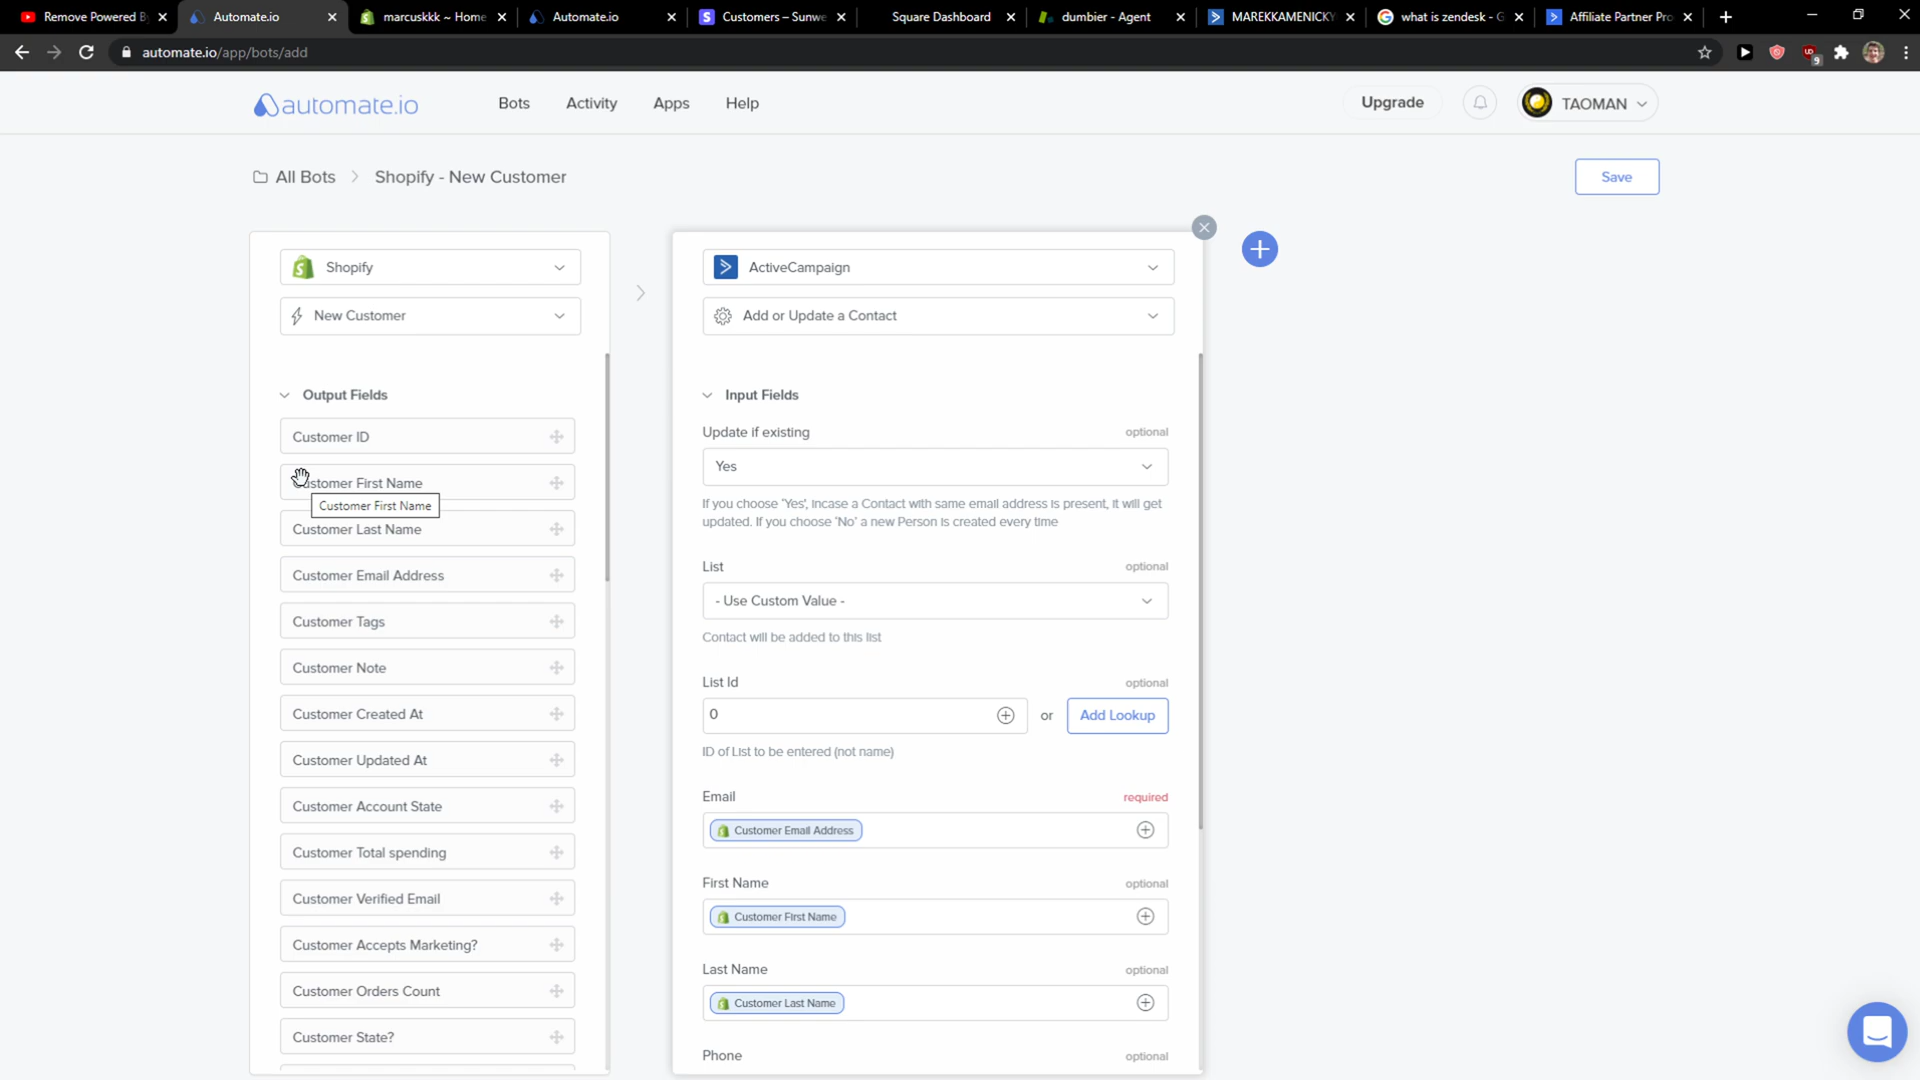 Remove Powered B
Automate.io
marcuskkk ~ Home
Automate.io
Customers – Sunwe
Square Dashboard
dumbier - Agent
MAREKKAMENICKY
what is zendesk - G
Affiliate Partner Pro
automate.io/app/bots/add
9
automate.io
Bots
Activity
Apps
Help
Upgrade
TAOMAN
All Bots
Shopify - New Customer
Save
Shopify
New Customer
Output Fields
Customer ID
Customer First Name
Customer First Name
Customer Last Name
Customer Email Address
Customer Tags
Customer Note
Customer Created At
Customer Updated At
Customer Account State
Customer Total spending
Customer Verified Email
Customer Accepts Marketing?
Customer Orders Count
Customer State?
ActiveCampaign
Add or Update a Contact
Input Fields
Update if existing optional
Yes
If you choose 'Yes', incase a Contact with same email address is present, it will get
updated. If you choose 'No' a new Person is created every time
List optional
- Use Custom Value -
Contact will be added to this list
List Id optional
0 or Add Lookup
ID of List to be entered (not name)
Email required
Customer Email Address
First Name optional
Customer First Name
Last Name optional
Customer Last Name
Phone optional